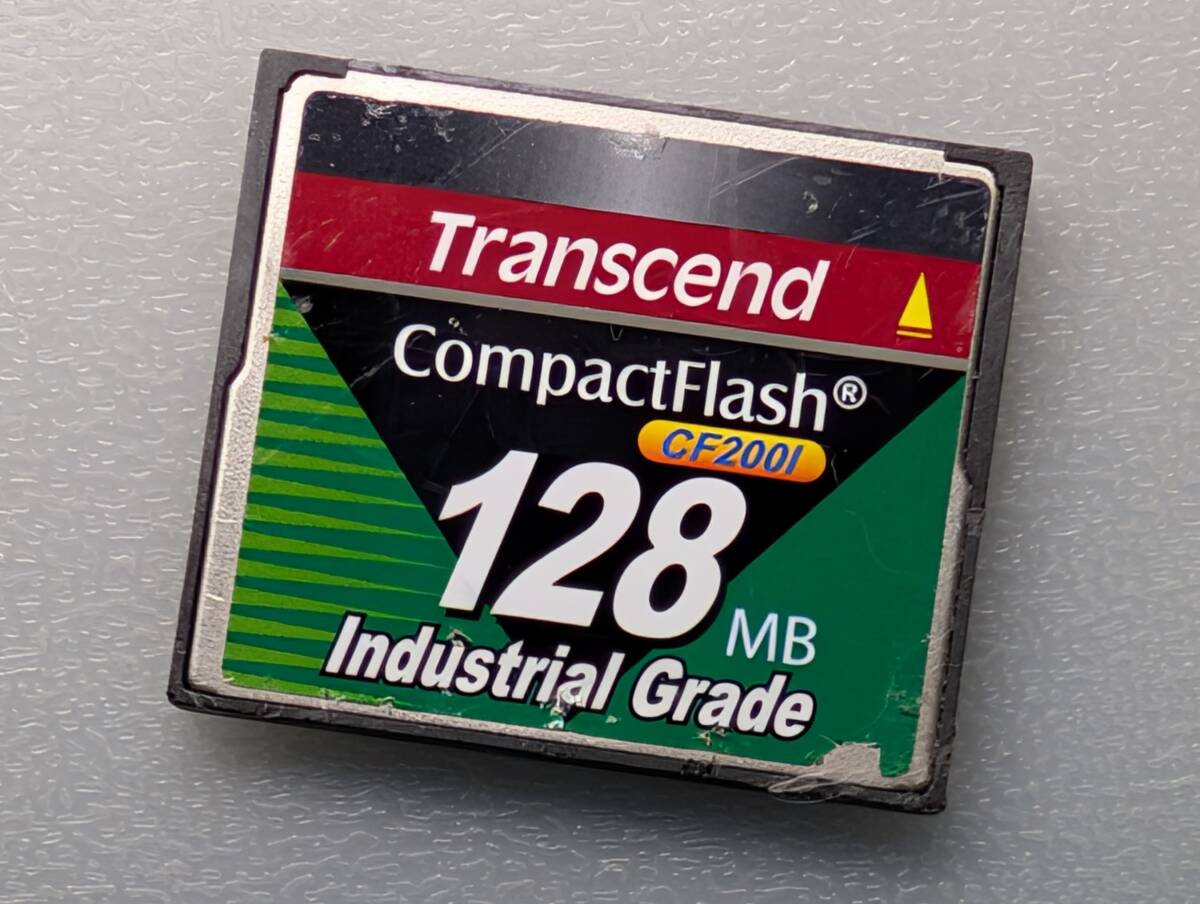 Transcend
CompactFlash®
CF200I
128
MB
Industrial Grade